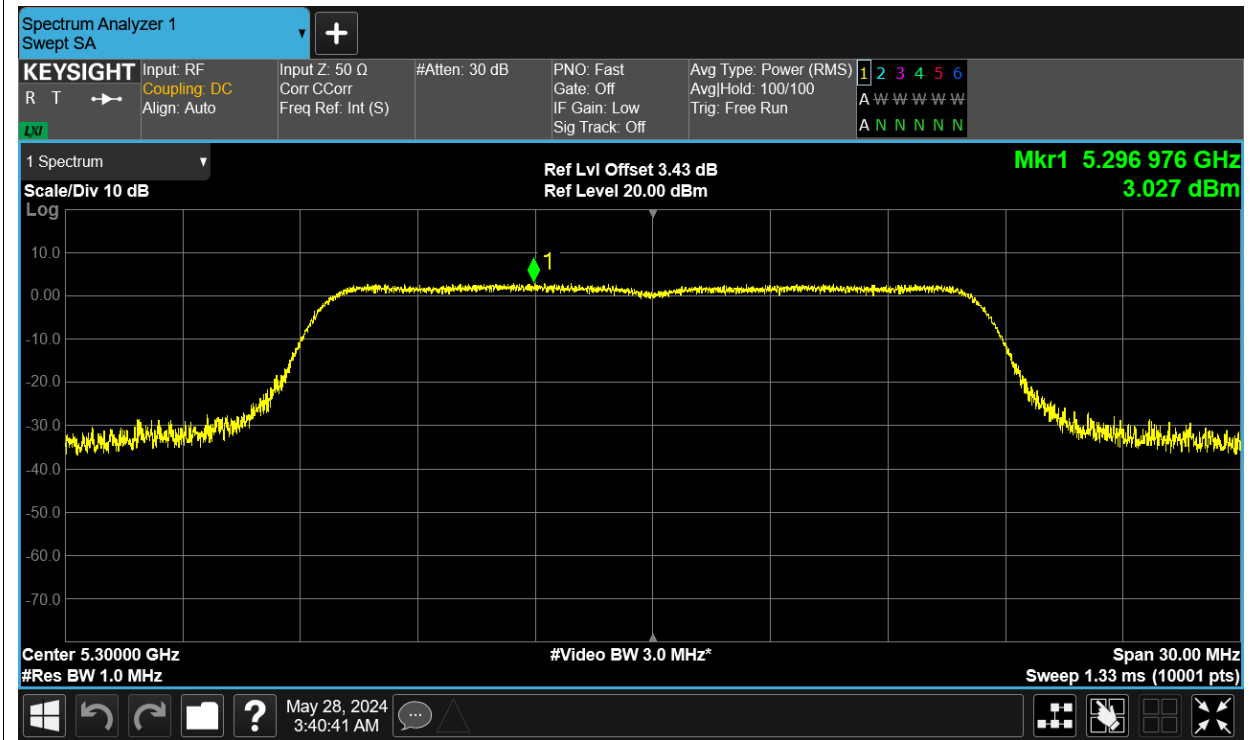 Spectrum Analyzer 1
Swept SA
+
KEYSIGHT Input: RF Input Z: 50 Ω #Atten: 30 dB PNO: Fast Avg Type: Power (RMS) 1 2 3 4 5 6
R T Coupling: DC Corr CCorr Gate: Off Avg|Hold: 100/100 A W W W W W
Align: Auto Freq Ref: Int (S) IF Gain: Low Trig: Free Run
LXI Sig Track: Off A N N N N N
1 Spectrum Ref Lvl Offset 3.43 dB Mkr1 5.296 976 GHz
Scale/Div 10 dB Ref Level 20.00 dBm 3.027 dBm
Log
10.0
1
0.00
-10.0
-20.0
-30.0
-40.0
-50.0
-60.0
-70.0
Center 5.30000 GHz #Video BW 3.0 MHz* Span 30.00 MHz
#Res BW 1.0 MHz Sweep 1.33 ms (10001 pts)
? May 28, 2024
3:40:41 AM